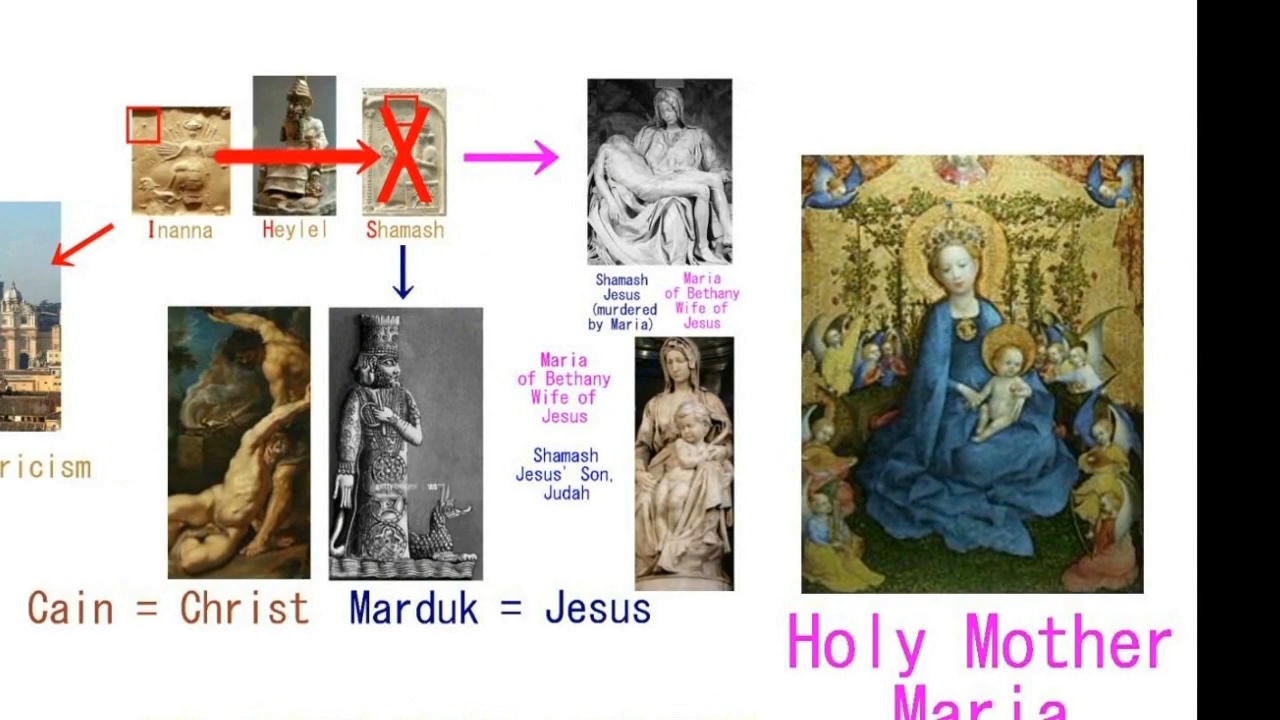 Inanna
Heylel
Shamash
Shamash
Jesus
(murdered
by Maria)
Maria
of Bethany
Wife of
Jesus
Maria
of Bethany
Wife of
Jesus
Shamash
Jesus' Son,
Judah
ricism
Cain = Christ
Marduk = Jesus
Holy Mother
Maria